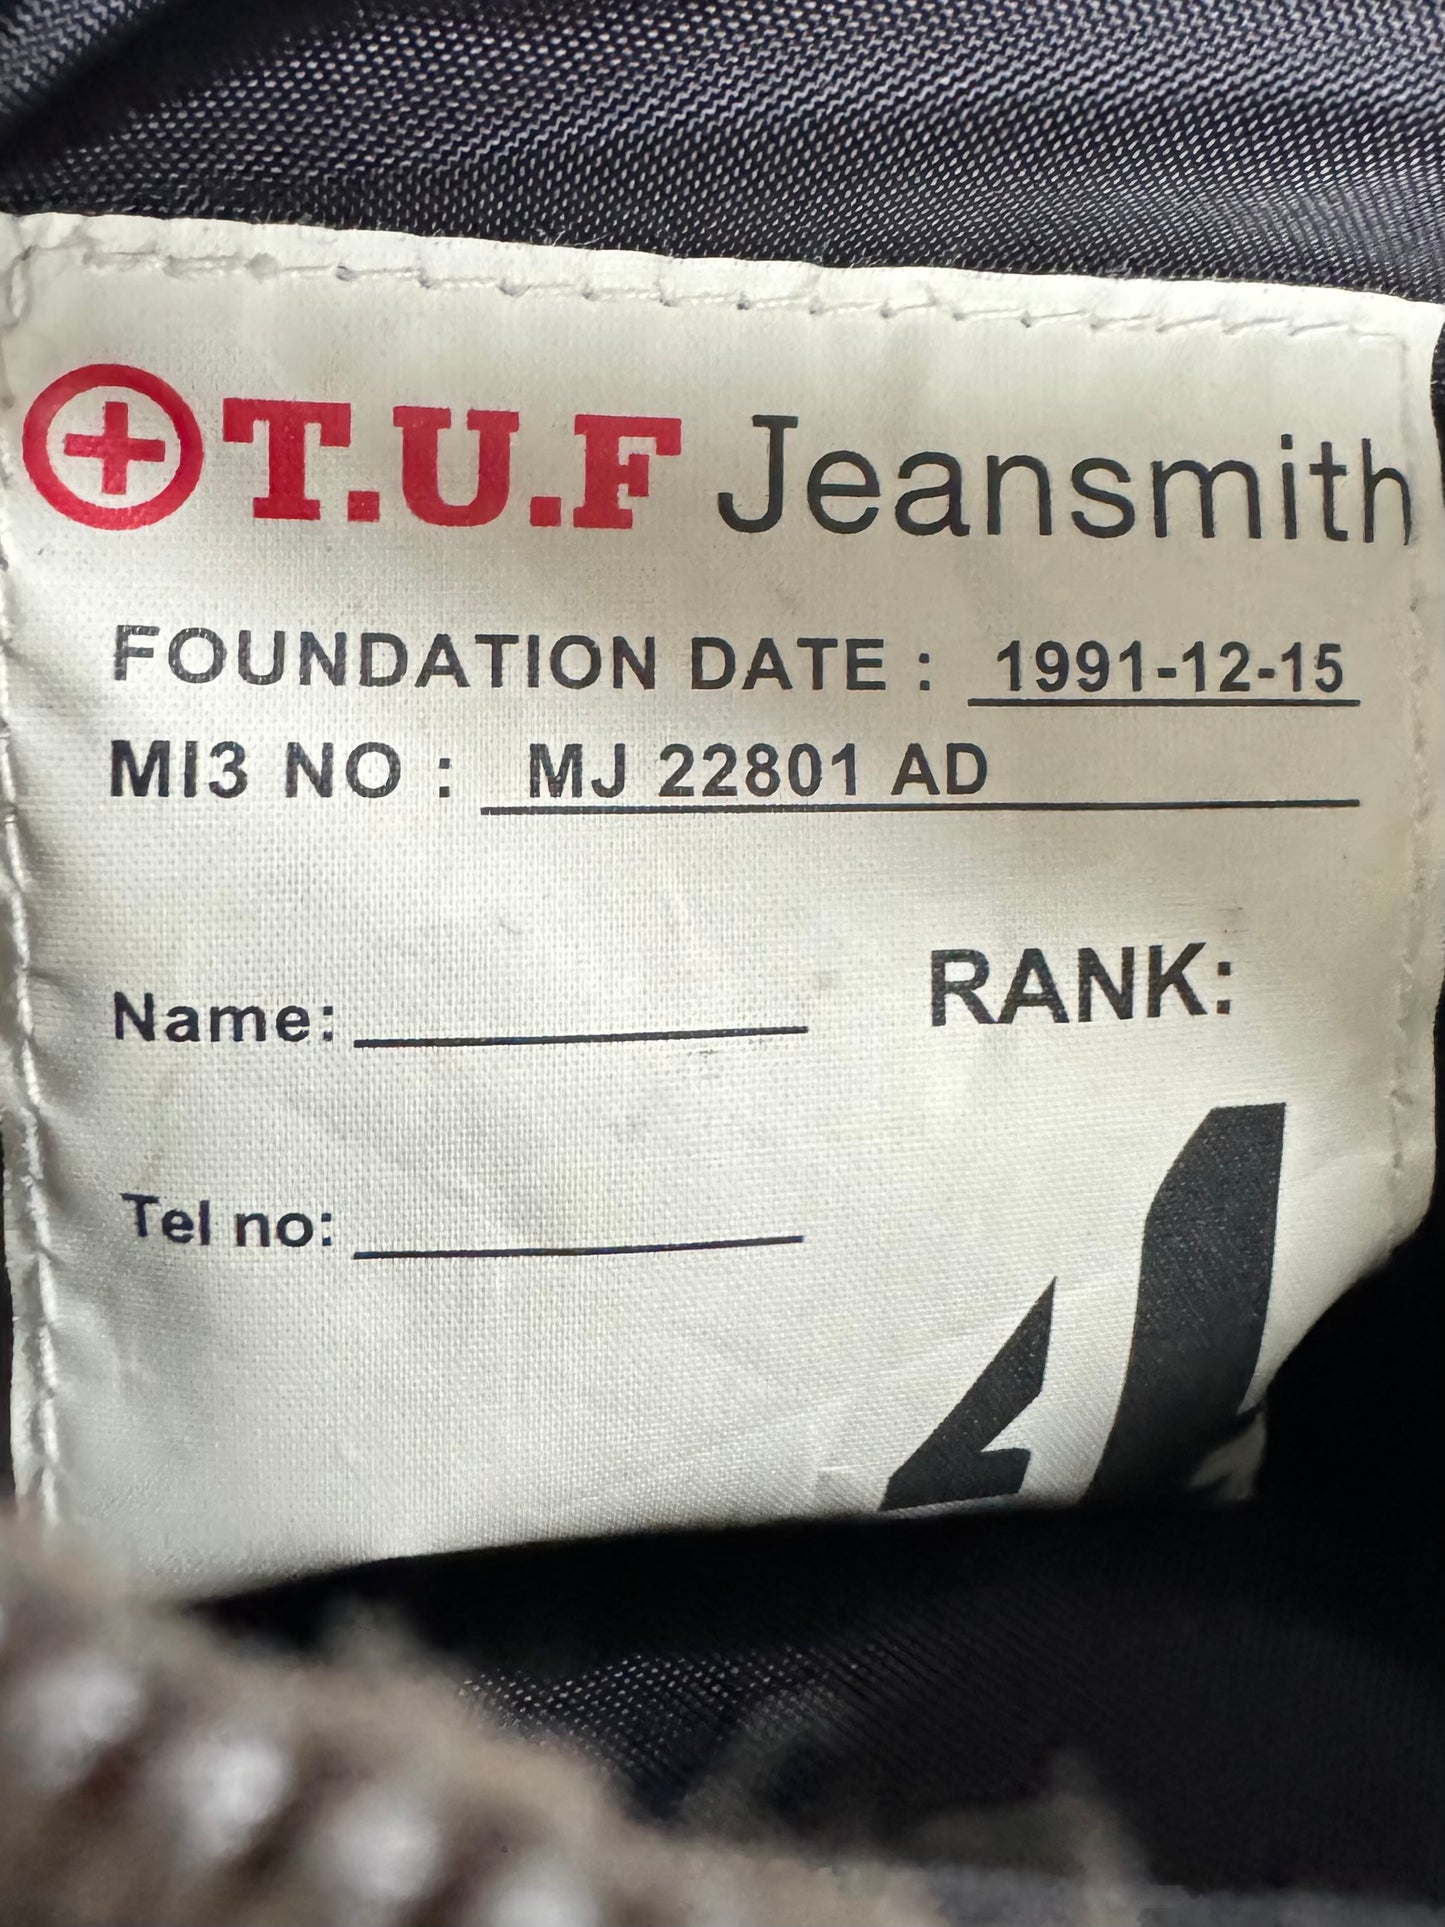 T.U.F Jeansmith
FOUNDATION DATE : 1991-12-15
MI3 NO : MJ 22801 AD
RANK:
Name:
Tel no: